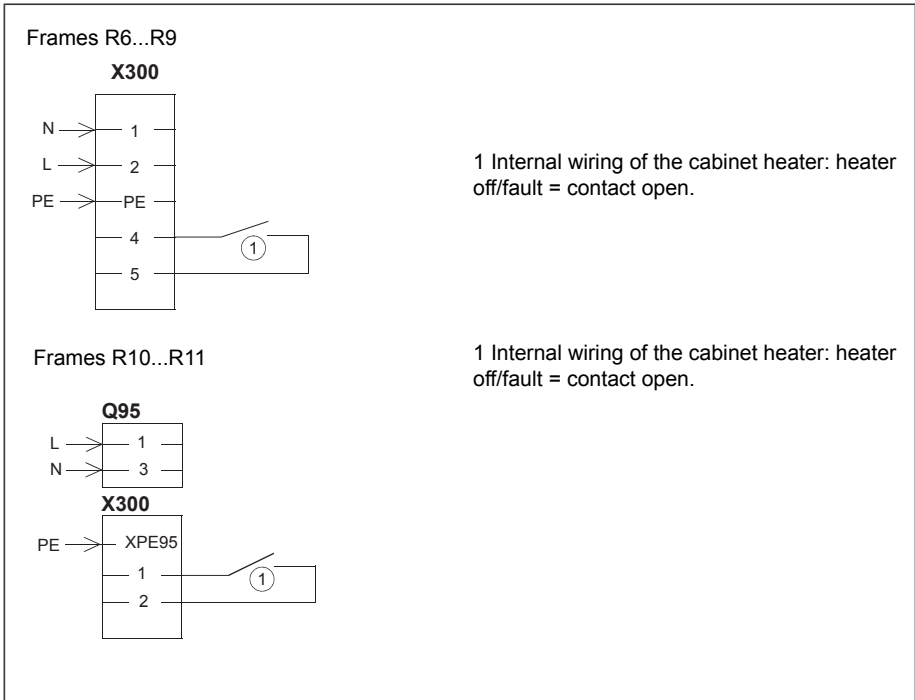 Frames R6...R9
X300
N 1
L 2
PE PE
4
1
5
1 Internal wiring of the cabinet heater: heater
off/fault = contact open.
Frames R10...R11
1 Internal wiring of the cabinet heater: heater
off/fault = contact open.
Q95
L 1
N 3
X300
PE XPE95
1
1
2